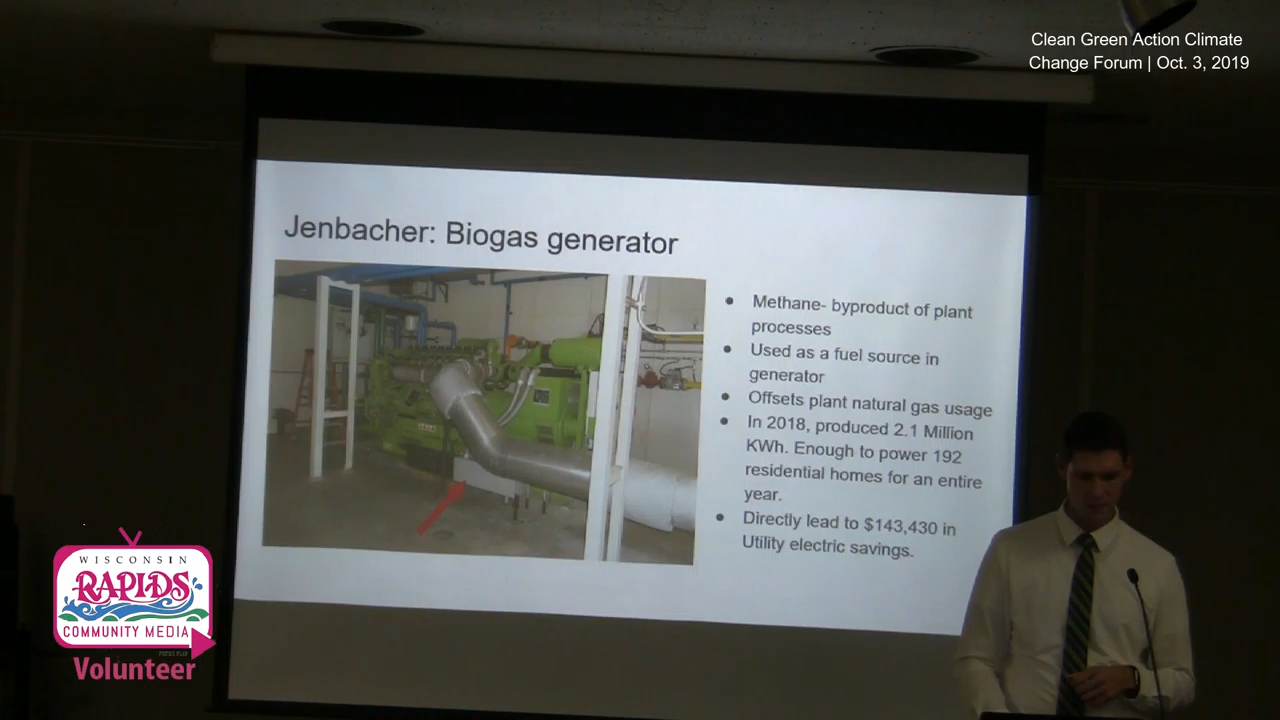 Clean Green Action Climate
Change Forum | Oct. 3, 2019
Jenbacher: Biogas generator
● Methane- byproduct of plant
processes
● Used as a fuel source in
generator
● Offsets plant natural gas usage
● In 2018, produced 2.1 Million
KWh. Enough to power 192
residential homes for an entire
year.
● Directly lead to $143,430 in
Utility electric savings.
WISCONSIN
RAPIDS
COMMUNITY MEDIA
Volunteer